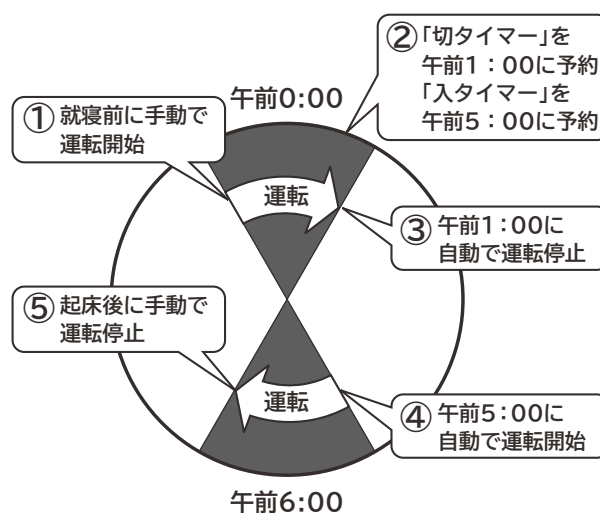 午前0:00
① 就寝前に手動で
運転開始
② 「切タイマー」を
午前1：00に予約
「入タイマー」を
午前5：00に予約
運転
③ 午前1：00に
自動で運転停止
④ 午前5：00に
自動で運転開始
運転
⑤ 起床後に手動で
運転停止
午前6:00